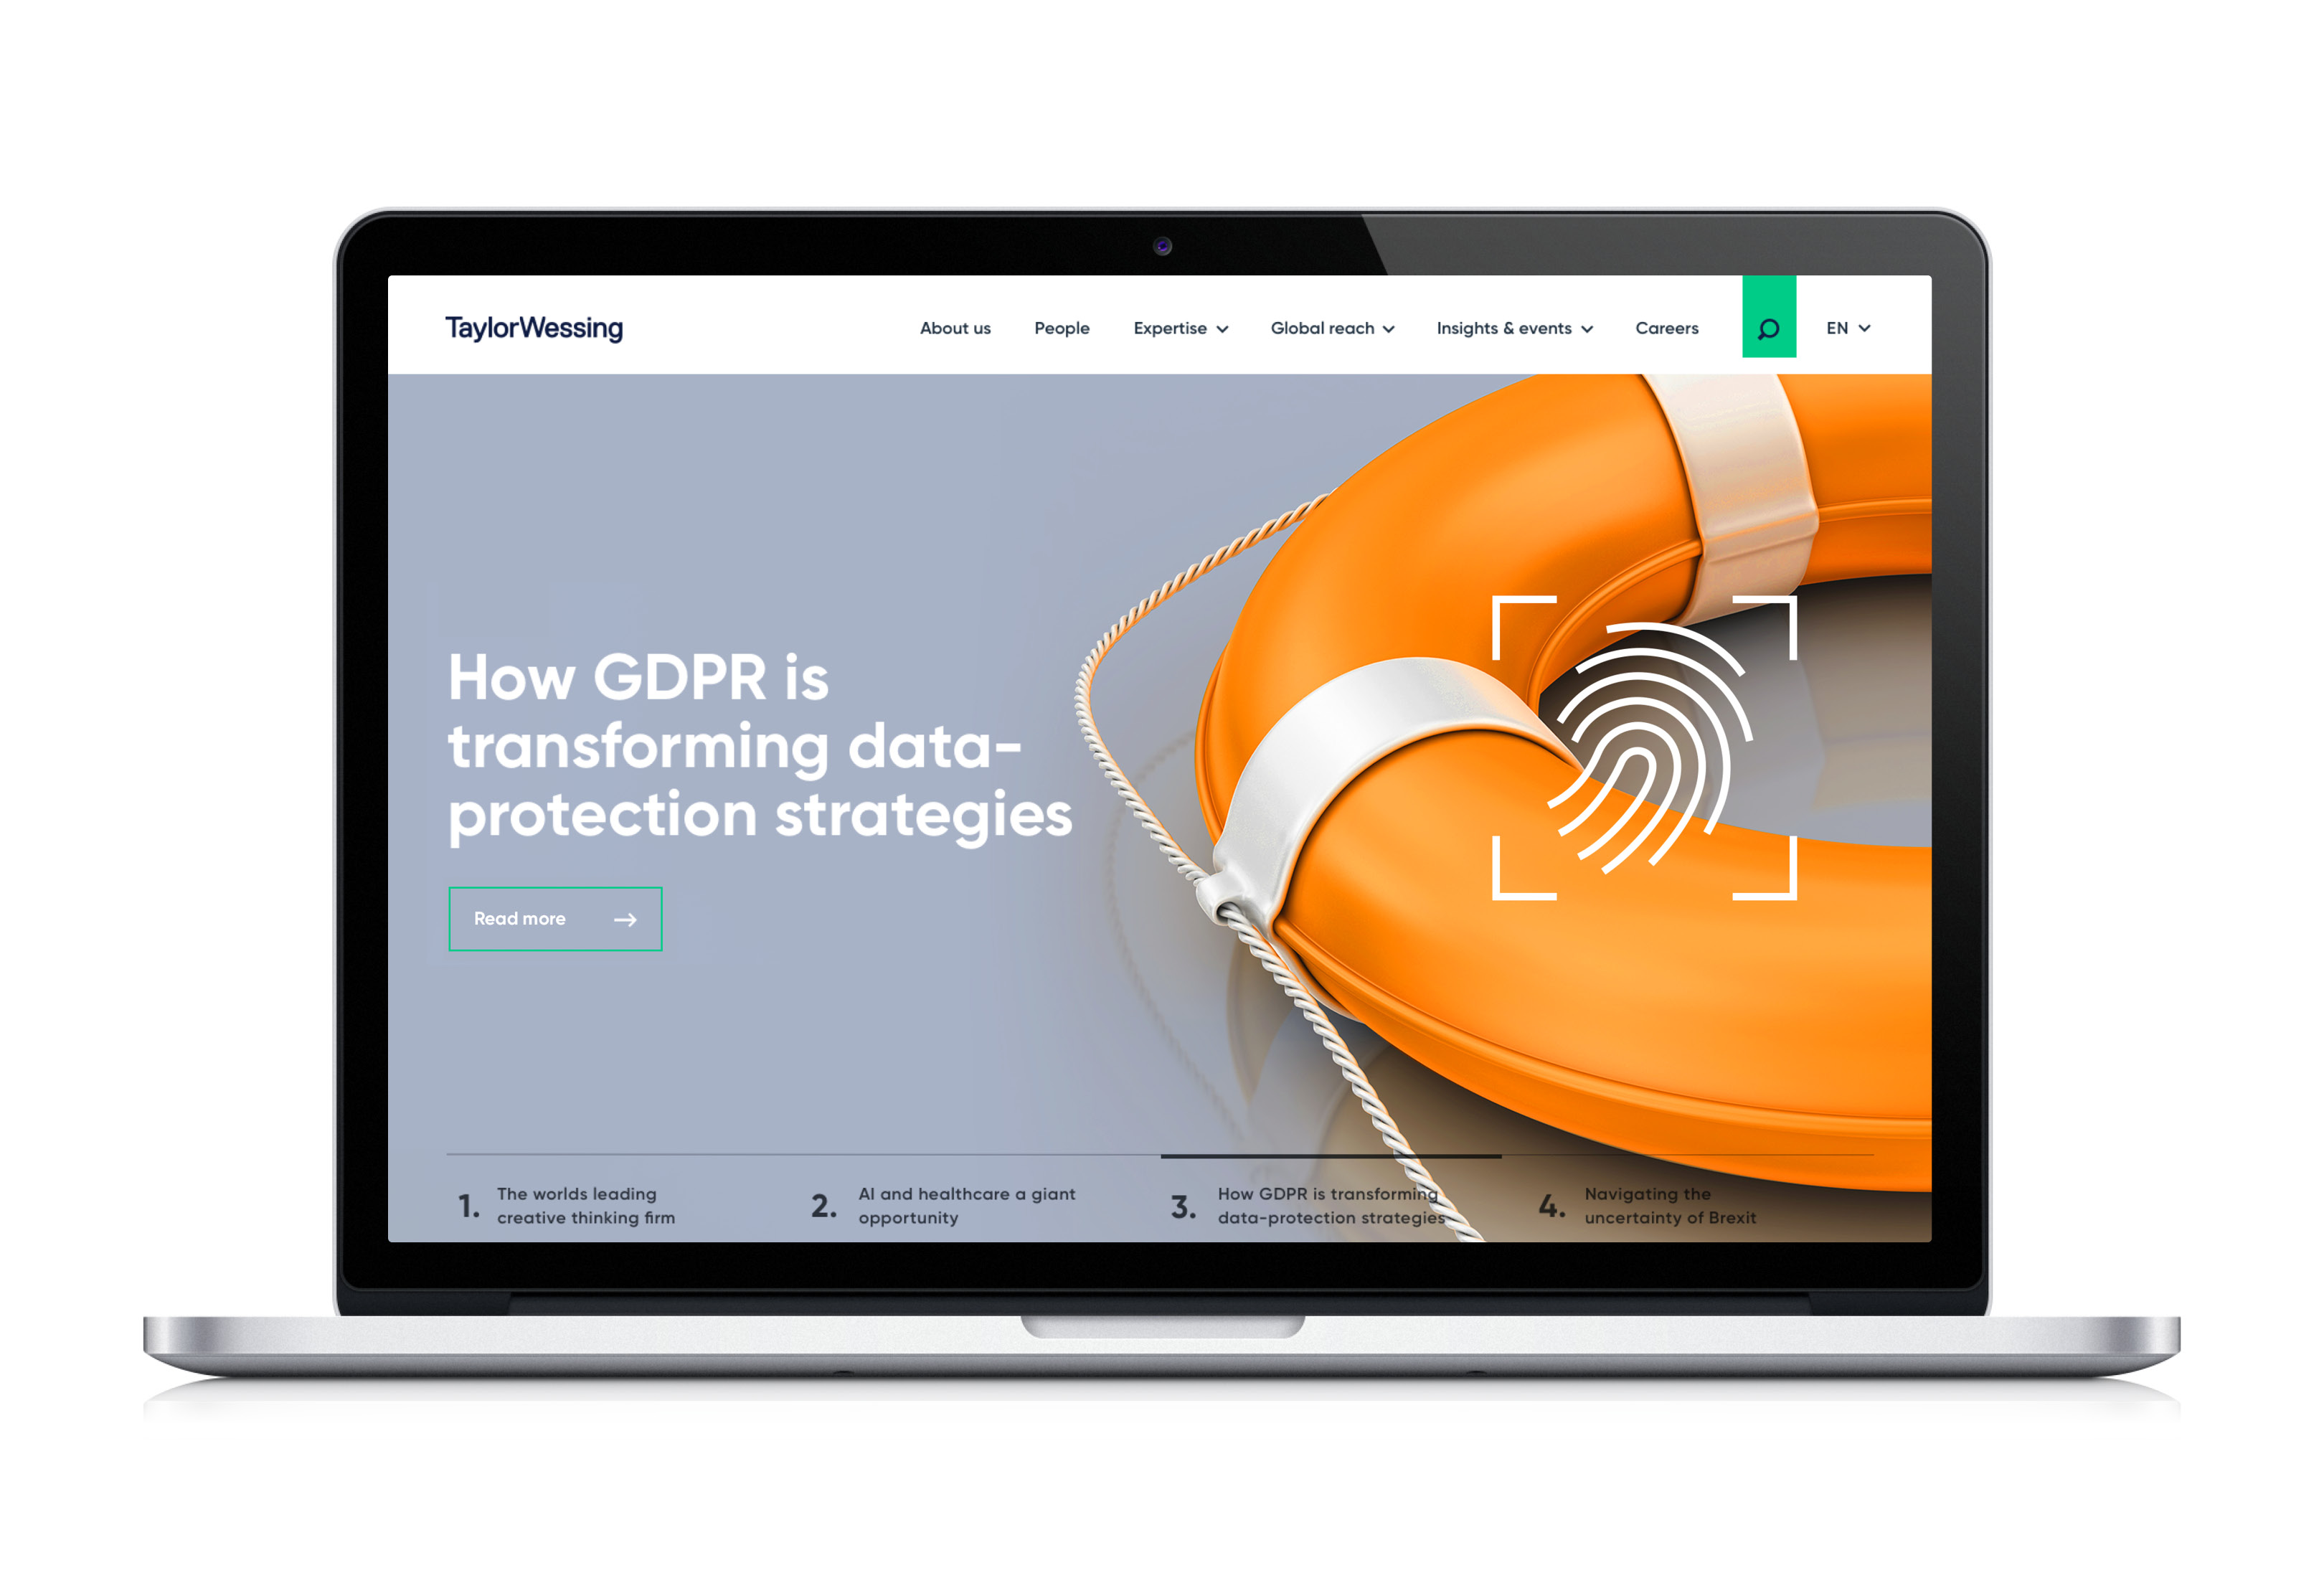 TaylorWessing
About us
People
Expertise
Global reach
Insights & events
Careers
EN
How GDPR is
transforming data-
protection strategies
Read more
1.
The worlds leading
creative thinking firm
2.
AI and healthcare a giant
opportunity
3.
How GDPR is transforming
data-protection strategies
4.
Navigating the
uncertainty of Brexit